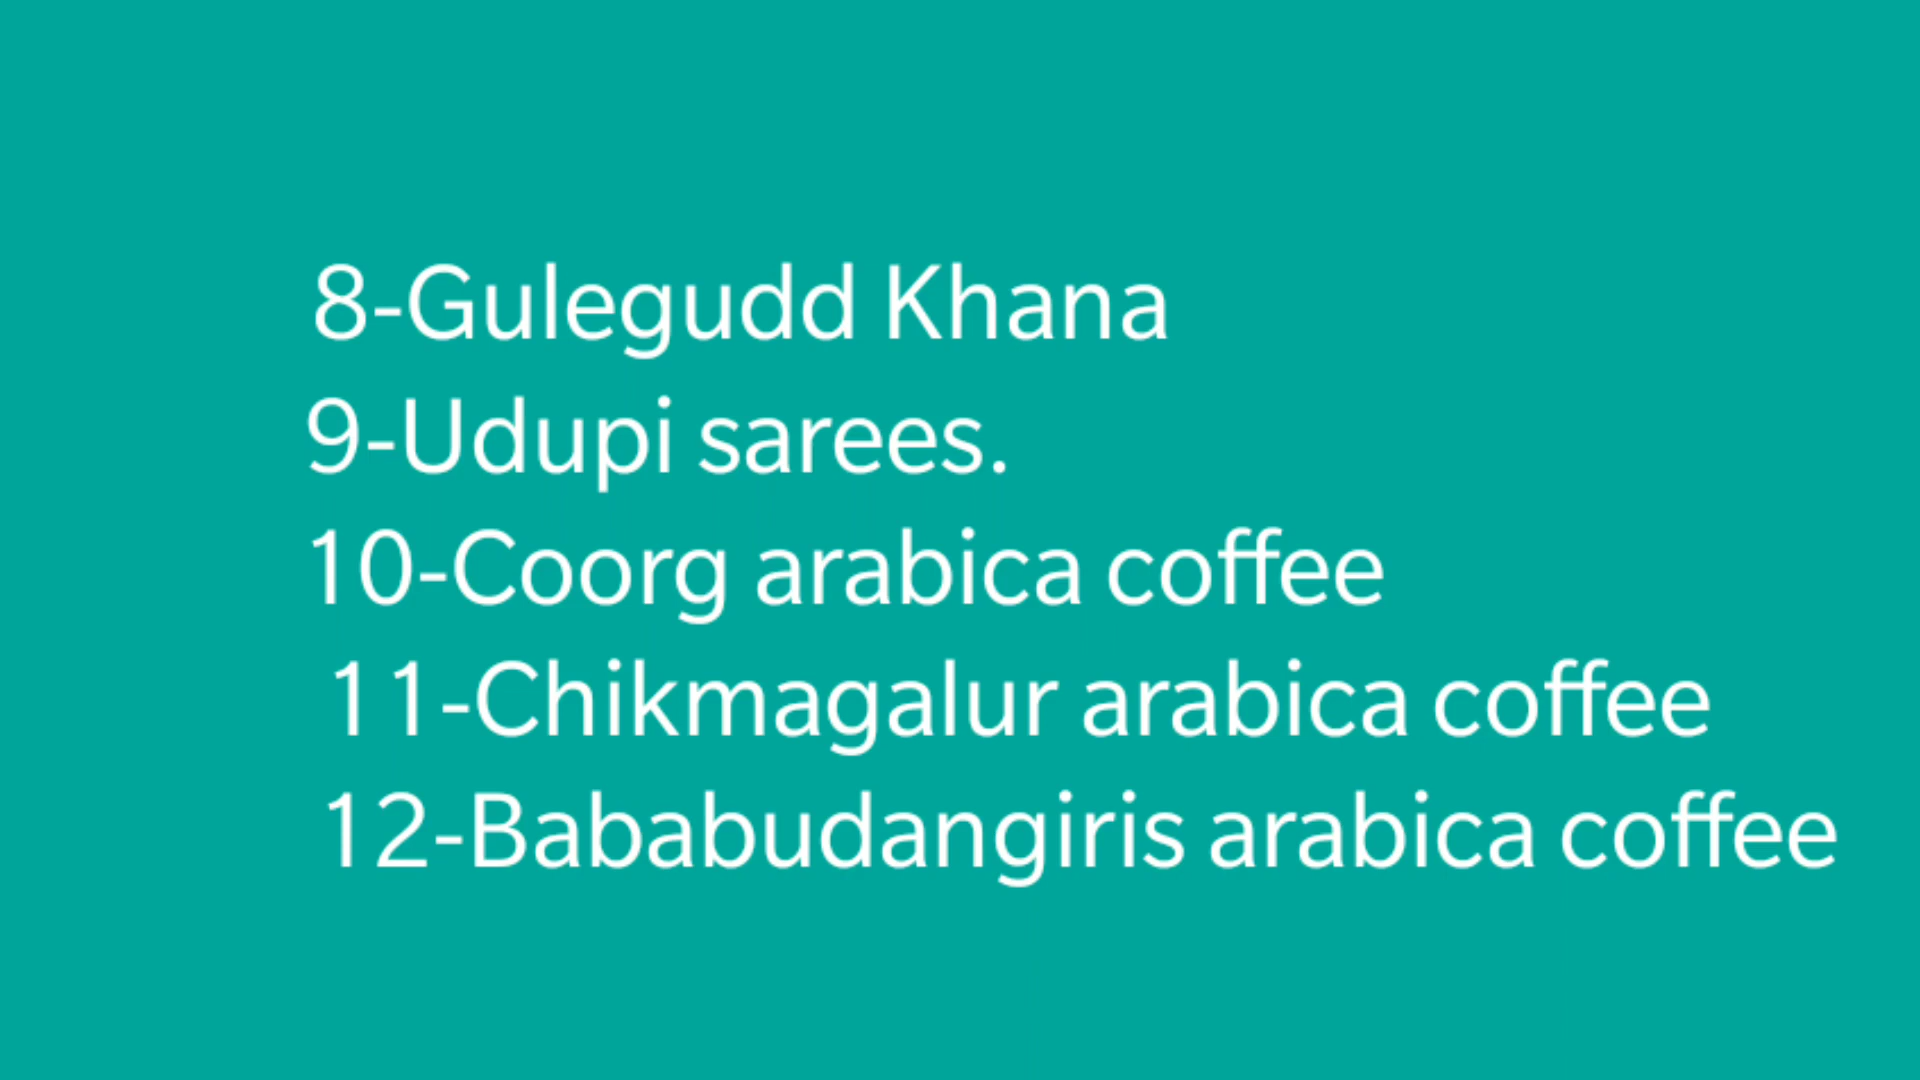 8-Gulegudd Khana
9-Udupi sarees.
10-Coorg arabica coffee
11-Chikmagalur arabica coffee
12-Bababudangiris arabica coffee